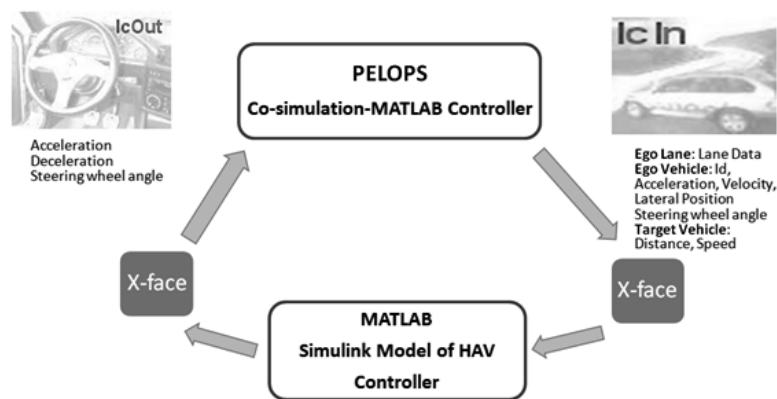 IcOut
Acceleration
Deceleration
Steering wheel angle
PELOPS
Co-simulation-MATLAB Controller
Ic In
Ego Lane: Lane Data
Ego Vehicle: Id,
Acceleration, Velocity,
Lateral Position
Steering wheel angle
Target Vehicle:
Distance, Speed
X-face
X-face
MATLAB
Simulink Model of HAV
Controller